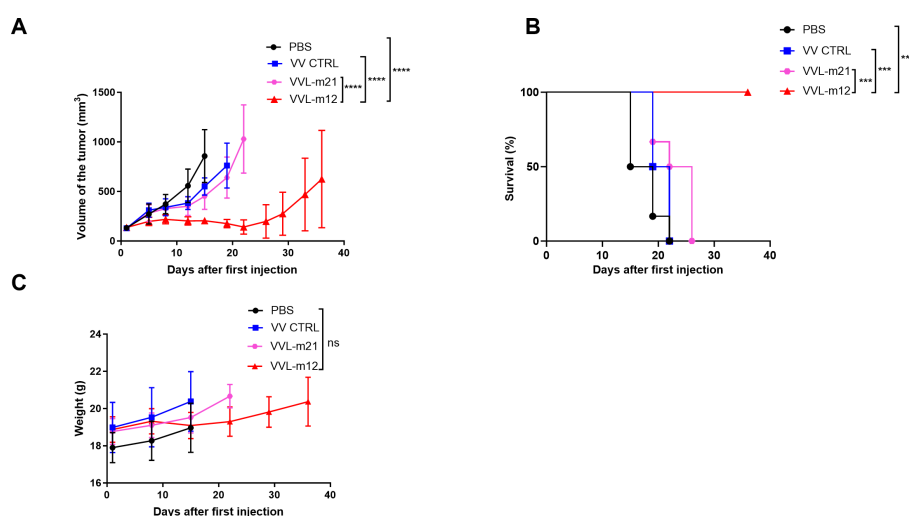 A
PBS
VV CTRL
VVL-m21
VVL-m12
****
****
****
Volume of the tumor (mm³)
1500
1000
500
0
0 10 20 30 40
Days after first injection
B
PBS
VV CTRL
VVL-m21
VVL-m12
***
***
**
Survival (%)
100
50
0
0 20 40
Days after first injection
C
PBS
VV CTRL
VVL-m21
VVL-m12
ns
Weight (g)
24
22
20
18
16
0 10 20 30 40
Days after first injection